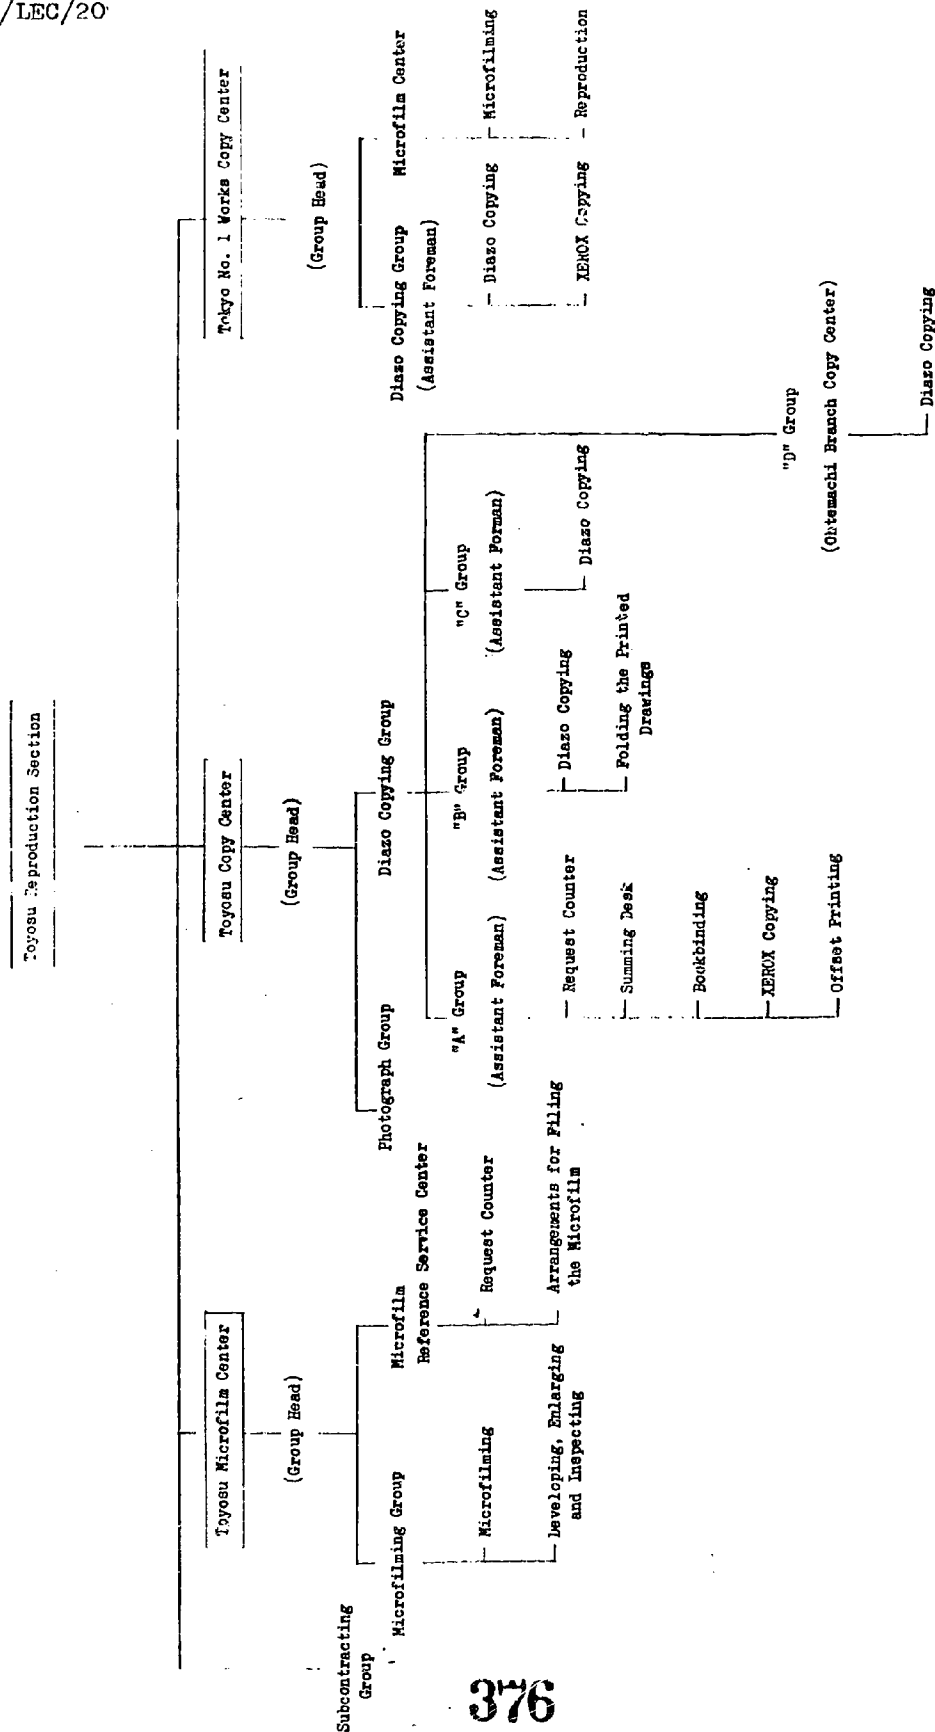 /LEC/20
Toyosu Reproduction Section
Toyosu Microfilm Center
Toyosu Copy Center
Tokyo No. 1 Works Copy Center
(Group Head)
(Group Head)
(Group Head)
Subcontracting
Group
Microfilming Group
Microfilming
Developing, Enlarging
and Inspecting
Microfilm
Reference Service Center
Request Counter
Arrangements for Filing
the Microfilm
Photograph Group
Diazo Copying Group
"A" Group
(Assistant Foreman)
Request Counter
Summing Desk
Bookbinding
XEROX Copying
Offset Printing
"B" Group
(Assistant Foreman)
Diazo Copying
Folding the Printed
Drawings
"C" Group
(Assistant Forman)
Diazo Copying
"D" Group
(Ohtemachi Branch Copy Center)
Diazo Copying
Diazo Copying Group
(Assistant Foreman)
Diazo Copying
XEROX Copying
Microfilm Center
Microfilming
Reproduction
376